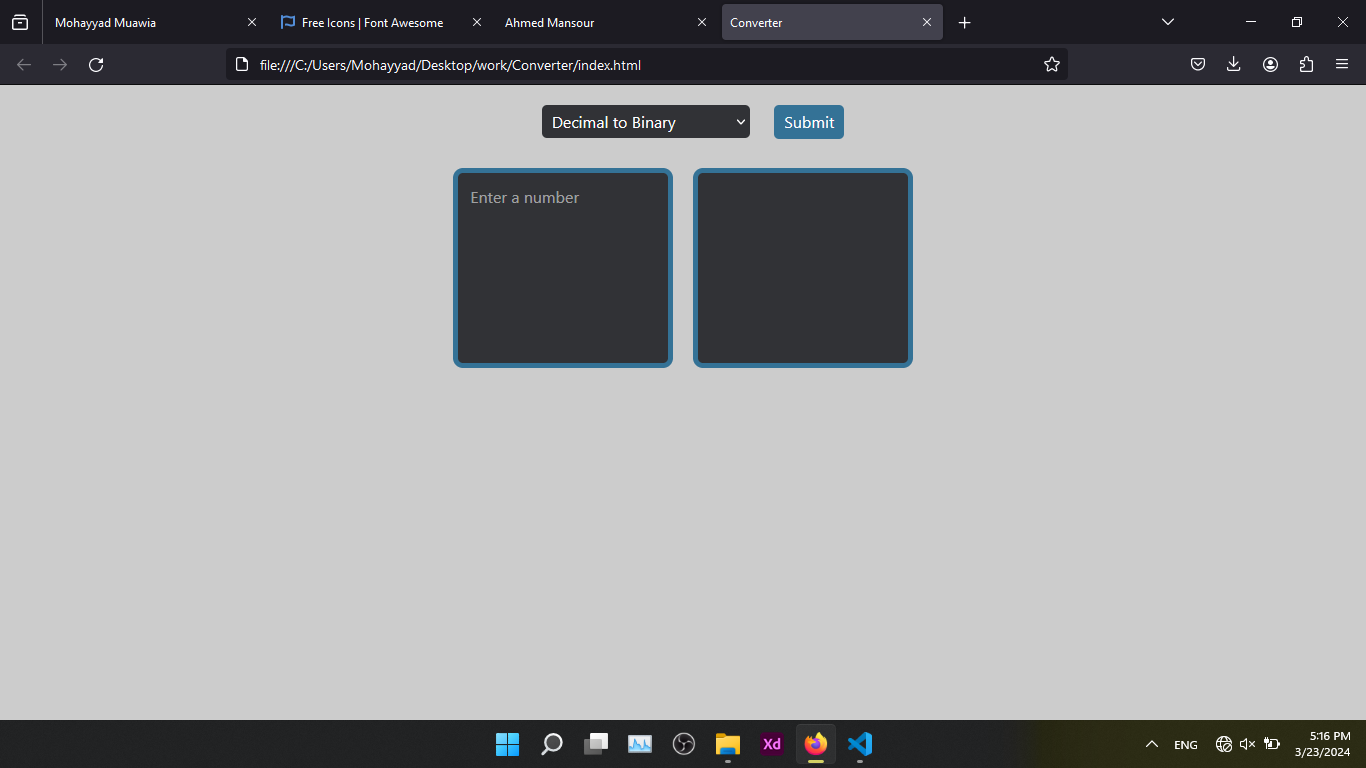 Mohayyad Muawia
Free Icons | Font Awesome
Ahmed Mansour
Converter
file:///C:/Users/Mohayyad/Desktop/work/Converter/index.html
Decimal to Binary
Submit
Enter a number
Xd
ENG
5:16 PM
3/23/2024